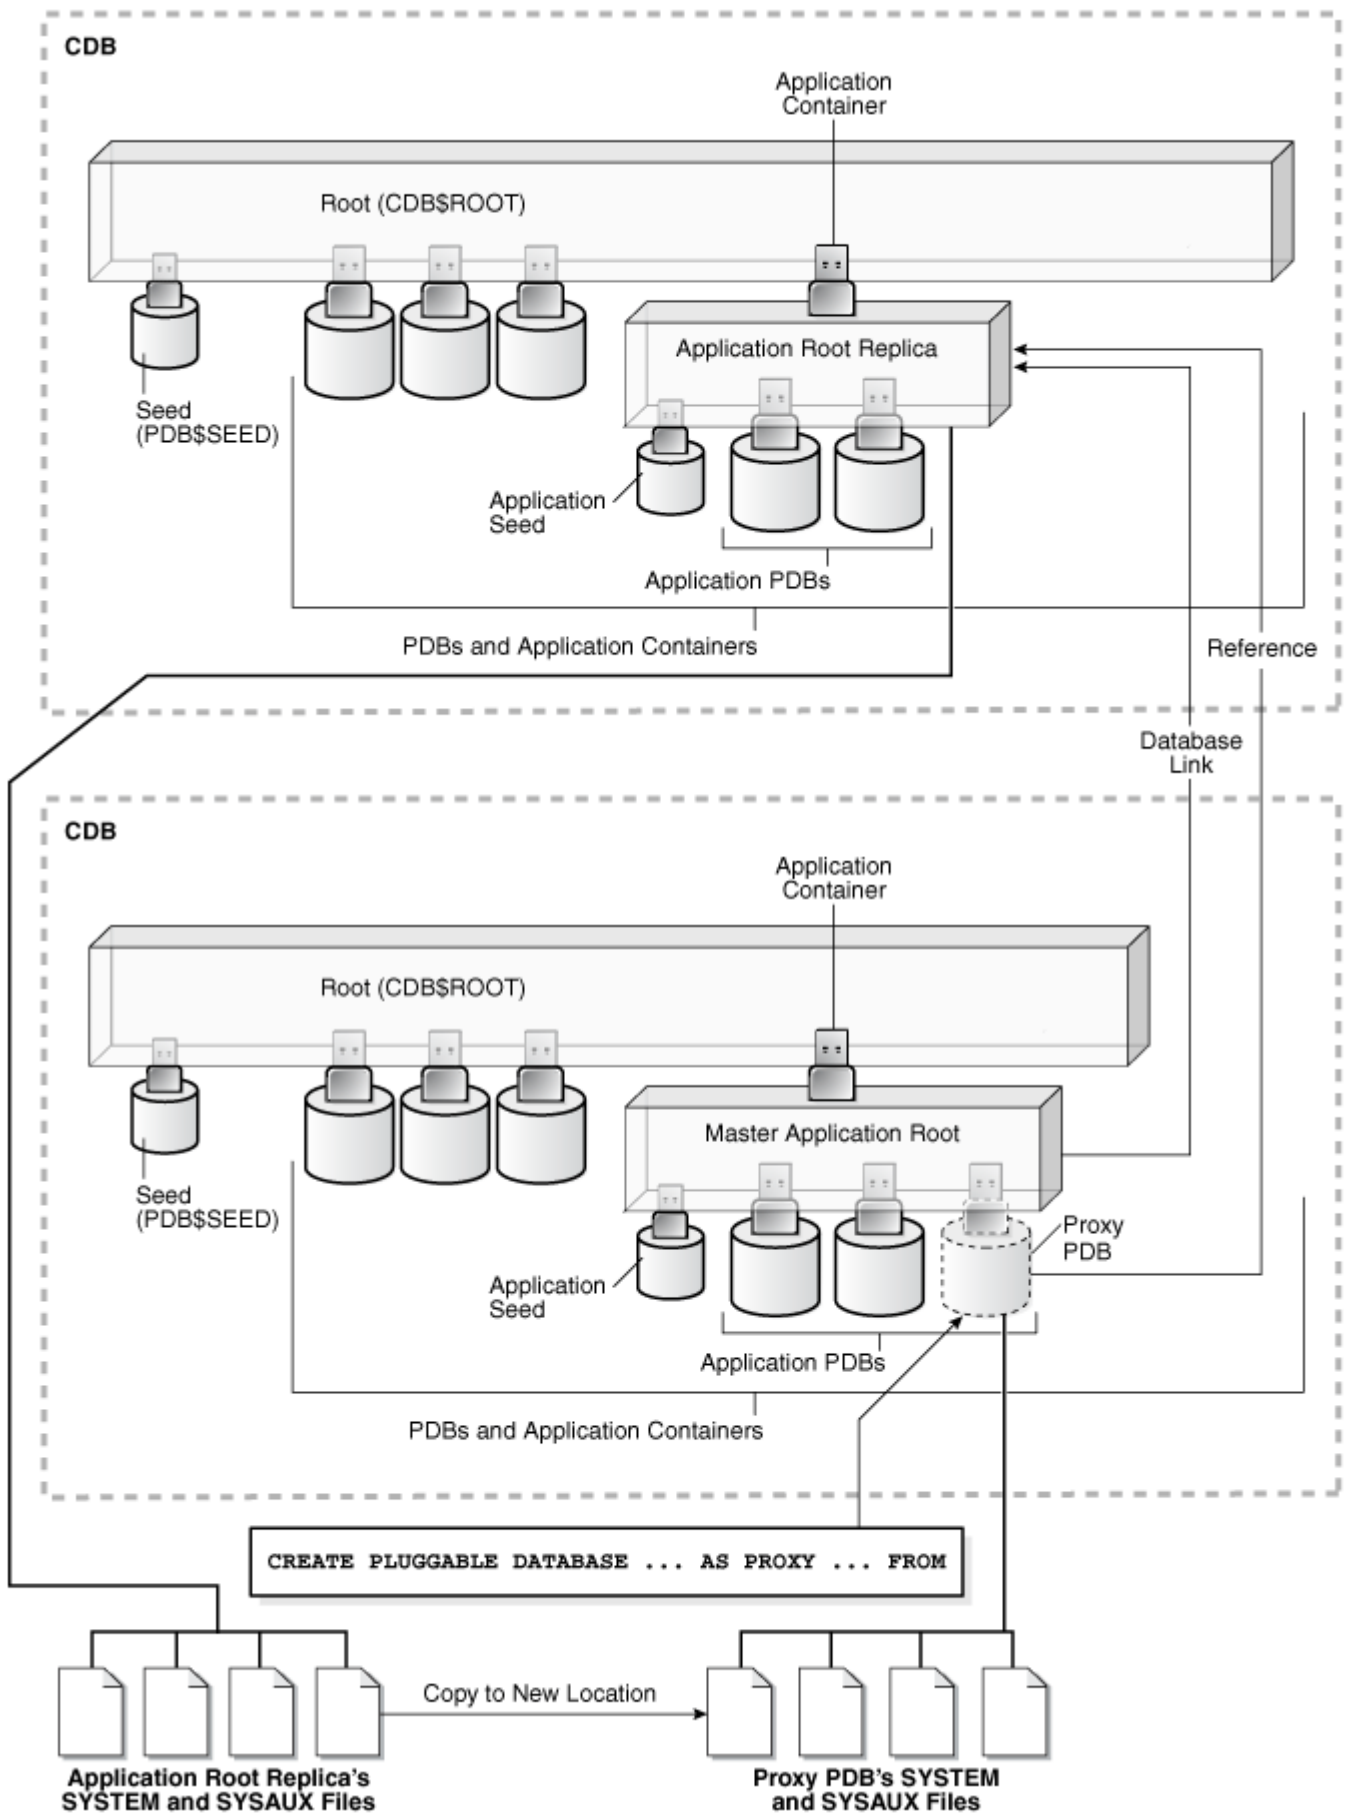 CDB
Application
Container
Root (CDB$ROOT)
Application Root Replica
Seed
(PDB$SEED)
Application
Seed
Application PDBs
PDBs and Application Containers
Reference
Database
Link
CDB
Application
Container
Root (CDB$ROOT)
Master Application Root
Seed
(PDB$SEED)
Proxy
PDB
Application
Seed
Application PDBs
PDBs and Application Containers
CREATE PLUGGABLE DATABASE ... AS PROXY ... FROM
Copy to New Location
Application Root Replica's
SYSTEM and SYSAUX Files
Proxy PDB's SYSTEM
and SYSAUX Files